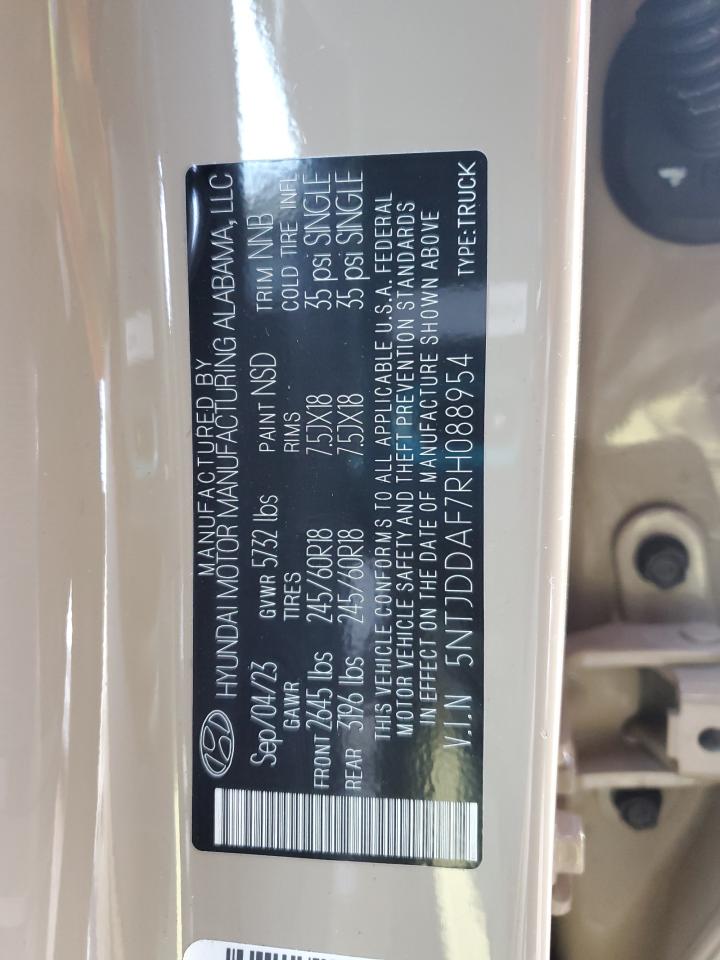 MANUFACTURED BY
HYUNDAI MOTOR MANUFACTURING ALABAMA, LLC
Sep/04/23 GVWR 5732 lbs PAINT NSD TRIM NNB
GAWR TIRES RIMS COLD TIRE INFL
FRONT 2645 lbs 245/60R18 7.5JX18 35 psi SINGLE
REAR 3196 lbs 245/60R18 7.5JX18 35 psi SINGLE
THIS VEHICLE CONFORMS TO ALL APPLICABLE U.S.A. FEDERAL
MOTOR VEHICLE SAFETY AND THEFT PREVENTION STANDARDS
IN EFFECT ON THE DATE OF MANUFACTURE SHOWN ABOVE
V.I.N 5NTJDDAF7RH088954 TYPE:TRUCK